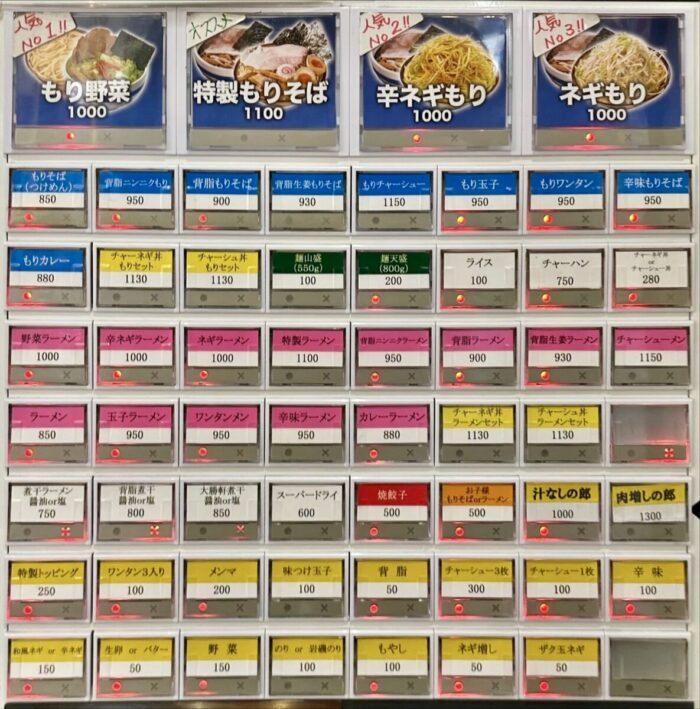 人気 No 1!!
もり野菜
1000
オススメ
特製もりそば
1100
人気 No 2!!
辛ネギもり
1000
人気 No 3!!
ネギもり
1000
もりそば
(つけめん)
850
背脂ニンニクもり
950
背脂もりそば
900
背脂生姜もりそば
930
もりチャーシュー
1150
もり玉子
950
もりワンタン
950
辛味もりそば
950
もりカレー
880
チャーネギ丼
もりセット
1130
チャーシュ丼
もりセット
1130
麺山盛
(550g)
100
麺天盛
(800g)
200
ライス
100
チャーハン
750
チャーネギ丼
or
チャーシュー丼
280
野菜ラーメン
1000
辛ネギラーメン
1000
ネギラーメン
1000
特製ラーメン
1100
背脂ニンニクラーメン
950
背脂ラーメン
900
背脂生姜ラーメン
930
チャーシューメン
1150
ラーメン
850
玉子ラーメン
950
ワンタンメン
950
辛味ラーメン
950
カレーラーメン
880
チャーネギ丼
ラーメンセット
1130
チャーシュ丼
ラーメンセット
1130
煮干ラーメン
醤油or塩
750
背脂煮干
醤油or塩
800
大勝軒煮干
醤油or塩
850
スーパードライ
600
焼餃子
500
お子様
もりそばorラーメン
500
汁なしの郎
1000
肉増しの郎
1300
特製トッピング
250
ワンタン3入り
100
メンマ
200
味つけ玉子
100
背脂
50
チャーシュー3枚
300
チャーシュー1枚
100
辛味
100
和風ネギ or 辛ネギ
150
生卵 or バター
50
野菜
150
のり or 岩磯のり
100
もやし
100
ネギ増し
50
ザク玉ネギ
50